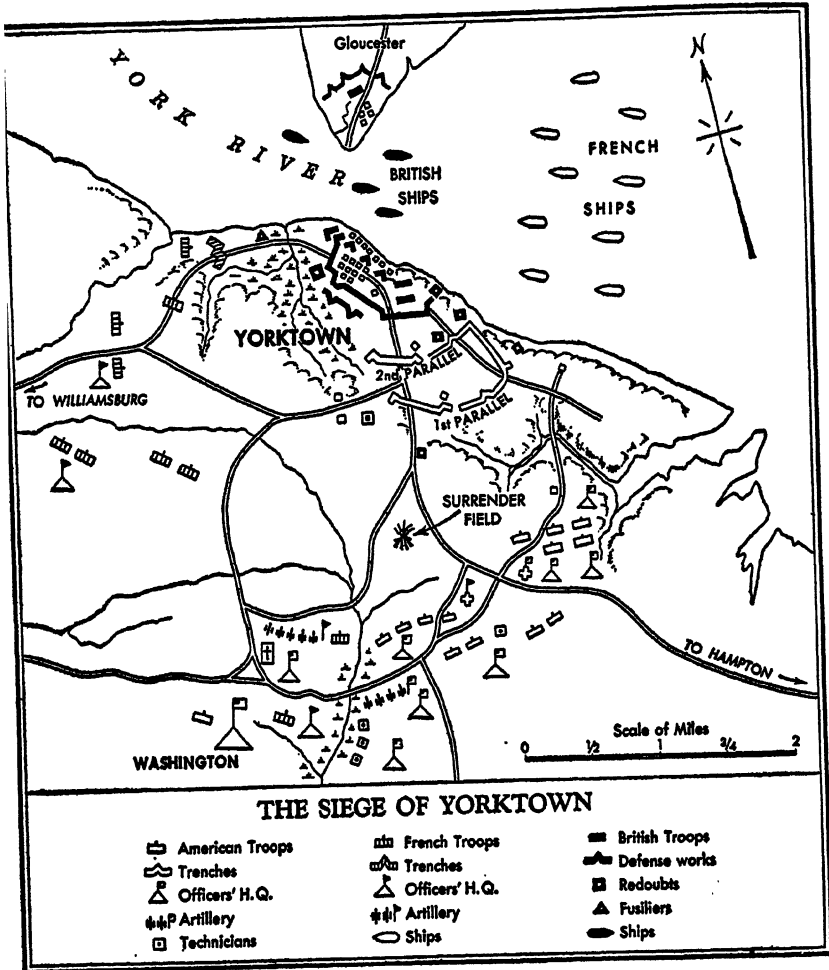 Gloucester
N
YORK RIVER
FRENCH
SHIPS
BRITISH
SHIPS
YORKTOWN
2nd PARALLEL
TO WILLIAMSBURG
1st PARALLEL
SURRENDER
FIELD
TO HAMPTON
Scale of Miles
0 1/2 1 3/4 2
WASHINGTON
THE SIEGE OF YORKTOWN
American Troops
Trenches
Officers' H.Q.
Artillery
Technicians
French Troops
Trenches
Officers' H.Q.
Artillery
Ships
British Troops
Defense works
Redoubts
Fusiliers
Ships